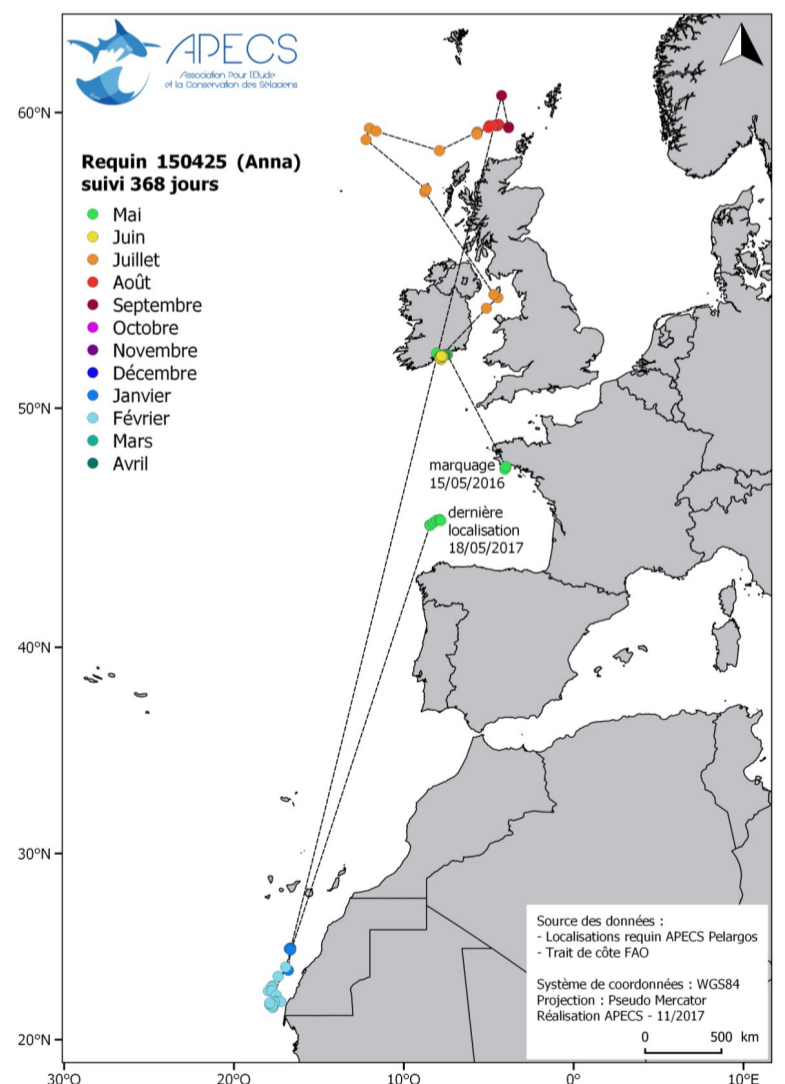 APECS
Association Pour l'Etude
et la Conservation des Sélaciens
Requin 150425 (Anna)
suivi 368 jours
Mai
Juin
Juillet
Août
Septembre
Octobre
Novembre
Décembre
Janvier
Février
Mars
Avril
60°N
50°N
40°N
30°N
20°N
marquage
15/05/2016
dernière
localisation
18/05/2017
Source des données :
- Localisations requin APECS Pelargos
- Trait de côte FAO
Système de coordonnées : WGS84
Projection : Pseudo Mercator
Réalisation APECS - 11/2017
0 500 km
30°O 20°O 10°O 0° 10°E